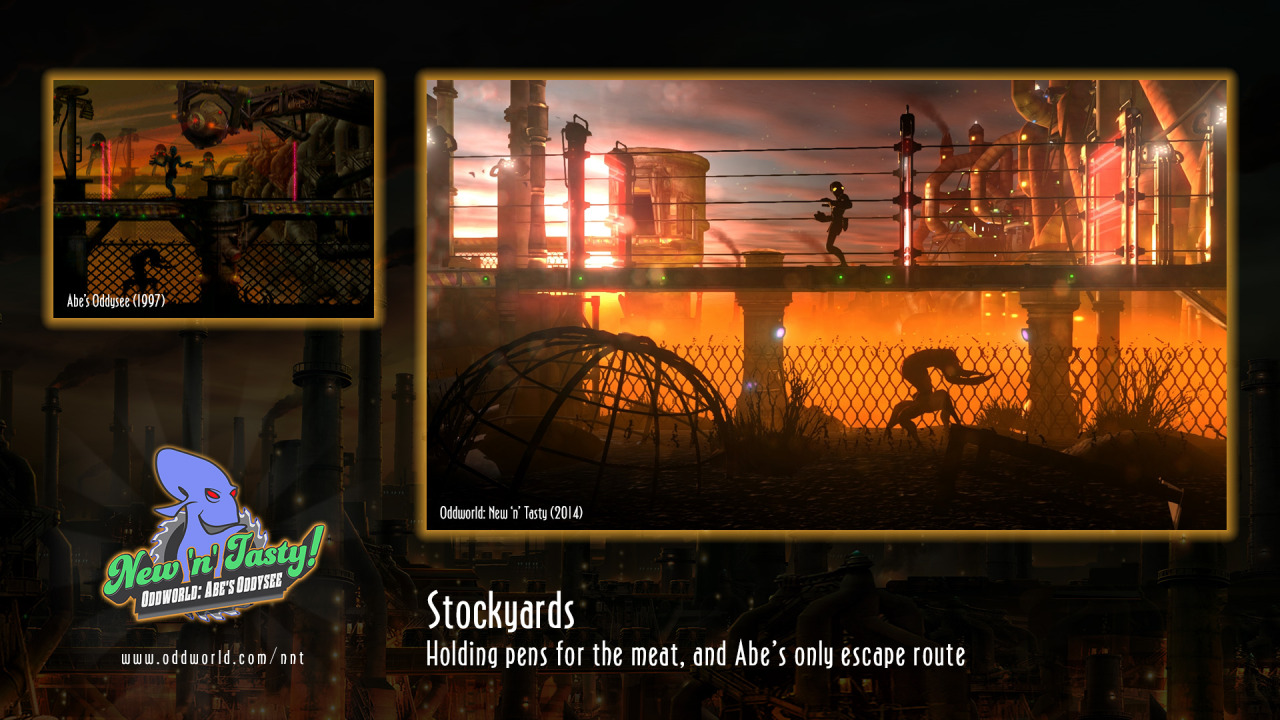 Abe's Oddysee (1997)
Oddworld: New 'n' Tasty (2014)
New 'n' Tasty!
ODDWORLD: ABE'S ODDYSEE
www.oddworld.com/nnt
Stockyards
Holding pens for the meat, and Abe's only escape route